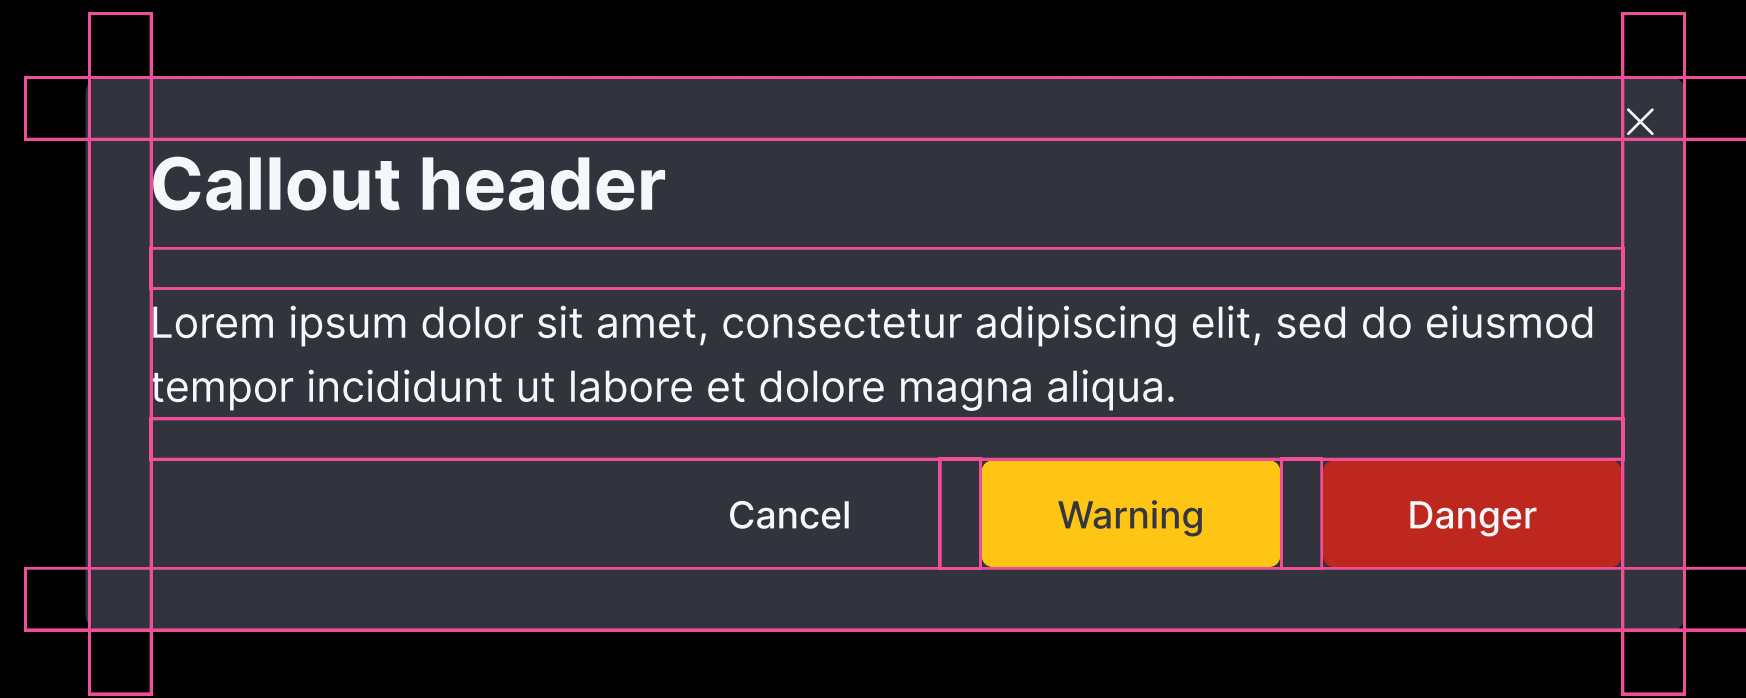 Callout header
Lorem ipsum dolor sit amet, consectetur adipiscing elit, sed do eiusmod
tempor incididunt ut labore et dolore magna aliqua.
Cancel Warning Danger